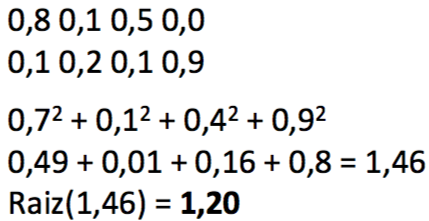 0,8 0,1 0,5 0,0
0,1 0,2 0,1 0,9
0,7² + 0,1² + 0,4² + 0,9²
0,49 + 0,01 + 0,16 + 0,8 = 1,46
Raiz(1,46) = 1,20